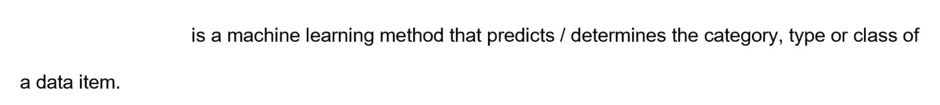 is a machine learning method that predicts / determines the category, type or class of
a data item.